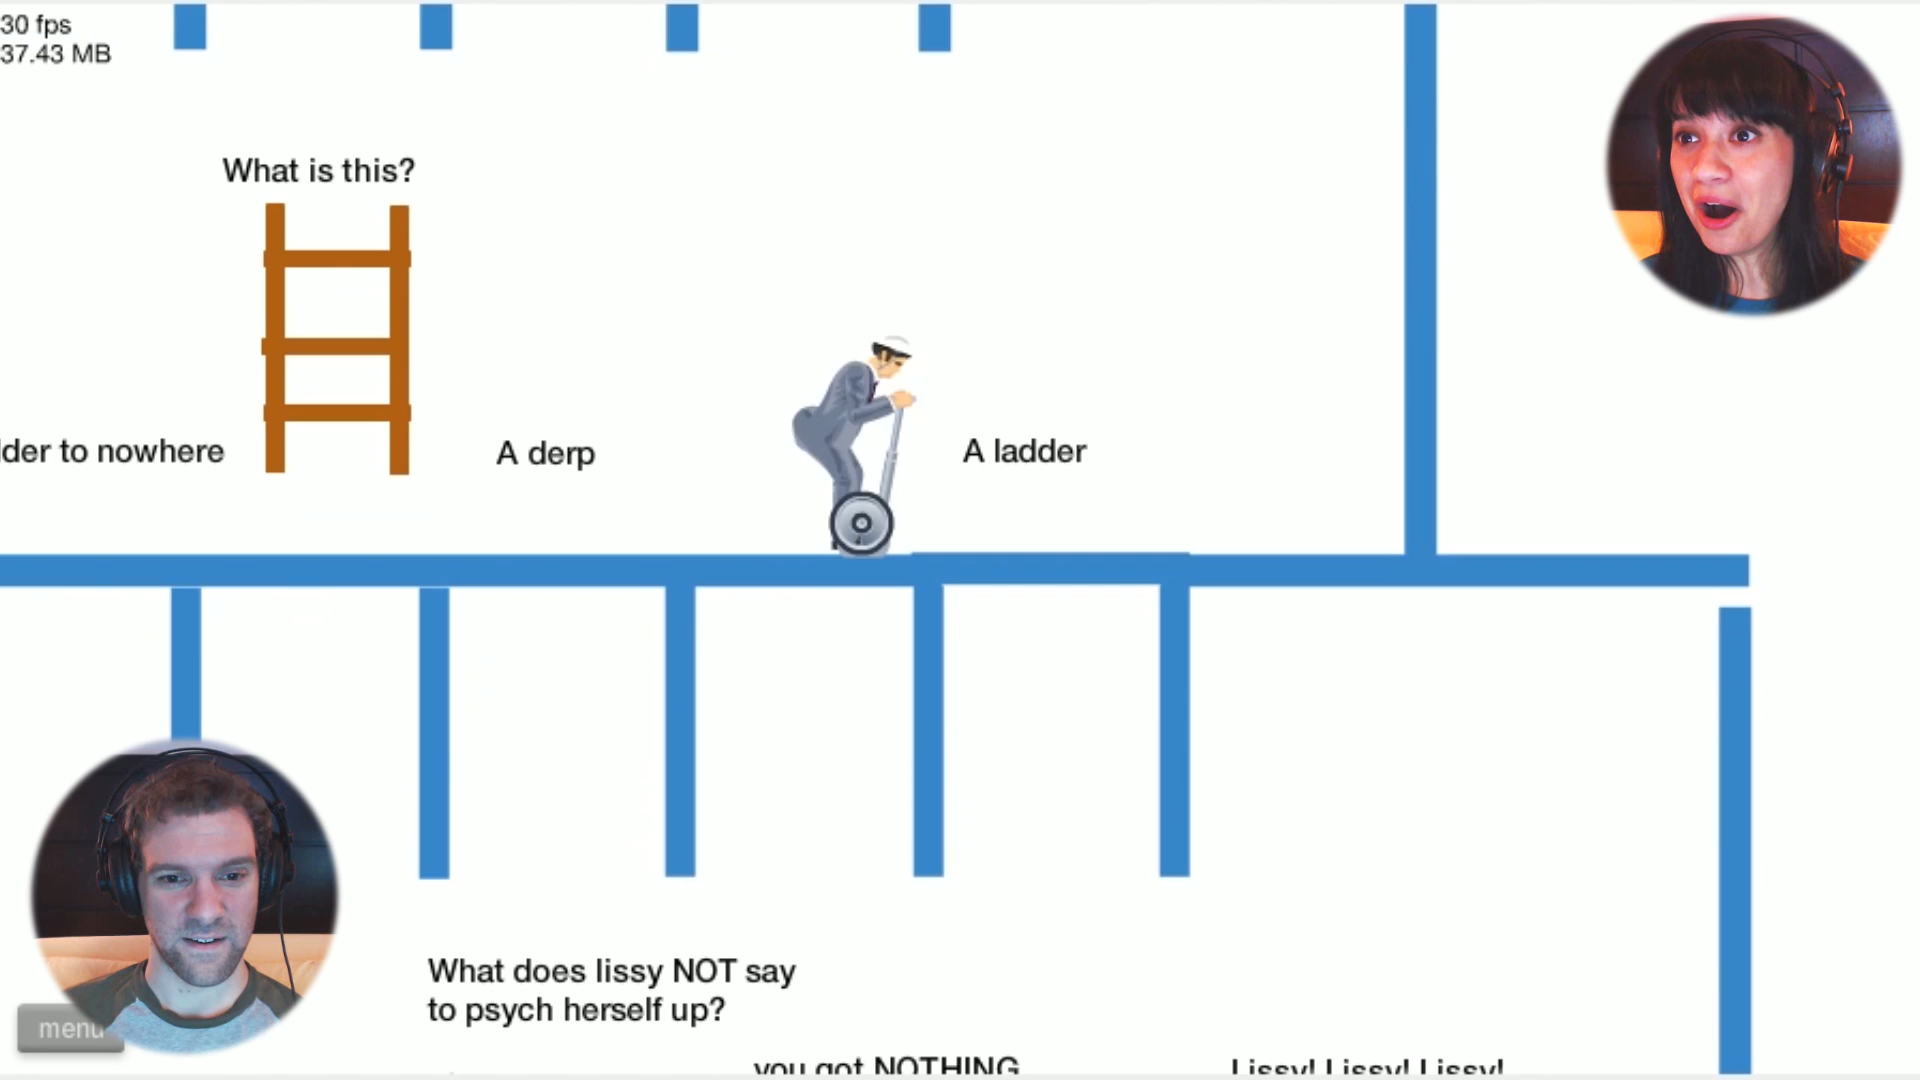 30 fps
37.43 MB
What is this?
to nowhere
A derp
A ladder
What does lissy NOT say
to psych herself up?
menu
you got NOTHING
Lissy! Lissy! Lissy!